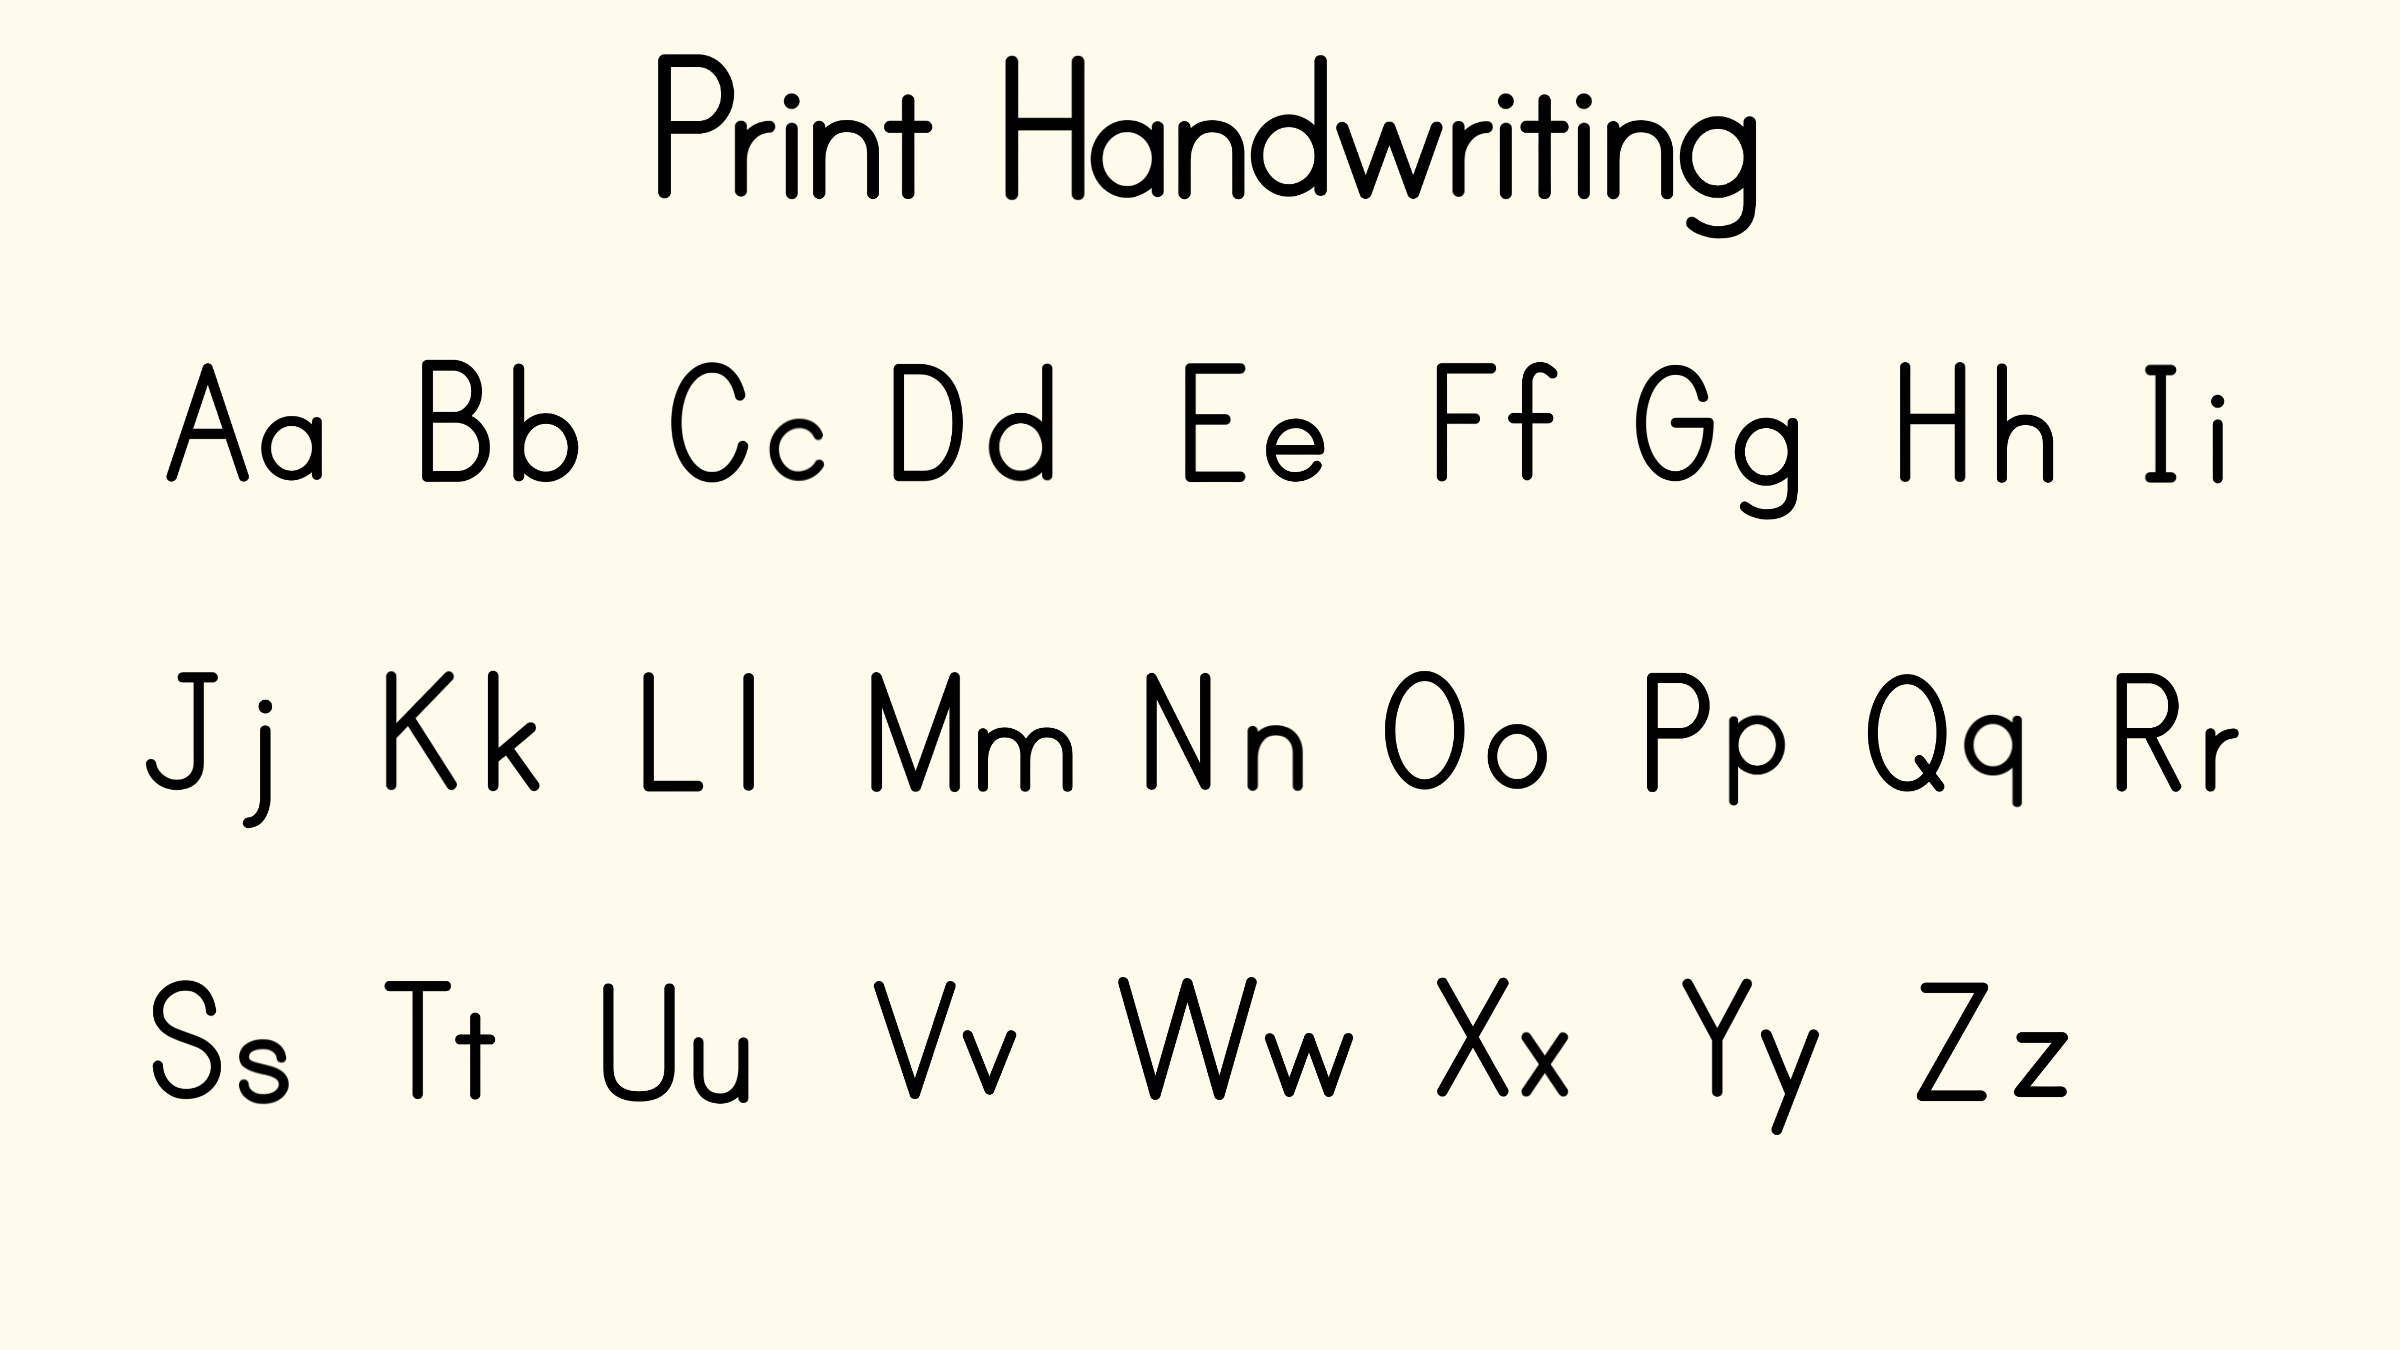 Print Handwriting
Aa Bb Cc Dd Ee Ff Gg Hh Ii
Jj Kk Ll Mm Nn Oo Pp Qq Rr
Ss Tt Uu Vv Ww Xx Yy Zz